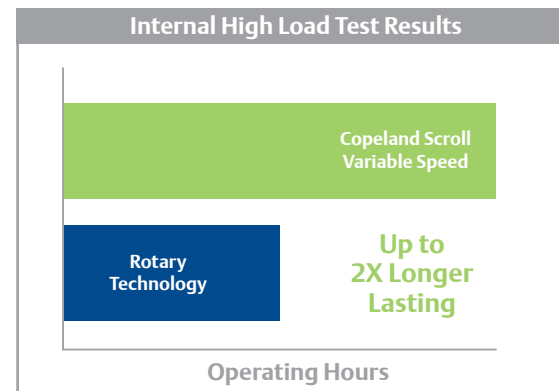 Internal High Load Test Results
Copeland Scroll
Variable Speed
Rotary
Technology
Up to
2X Longer
Lasting
Operating Hours